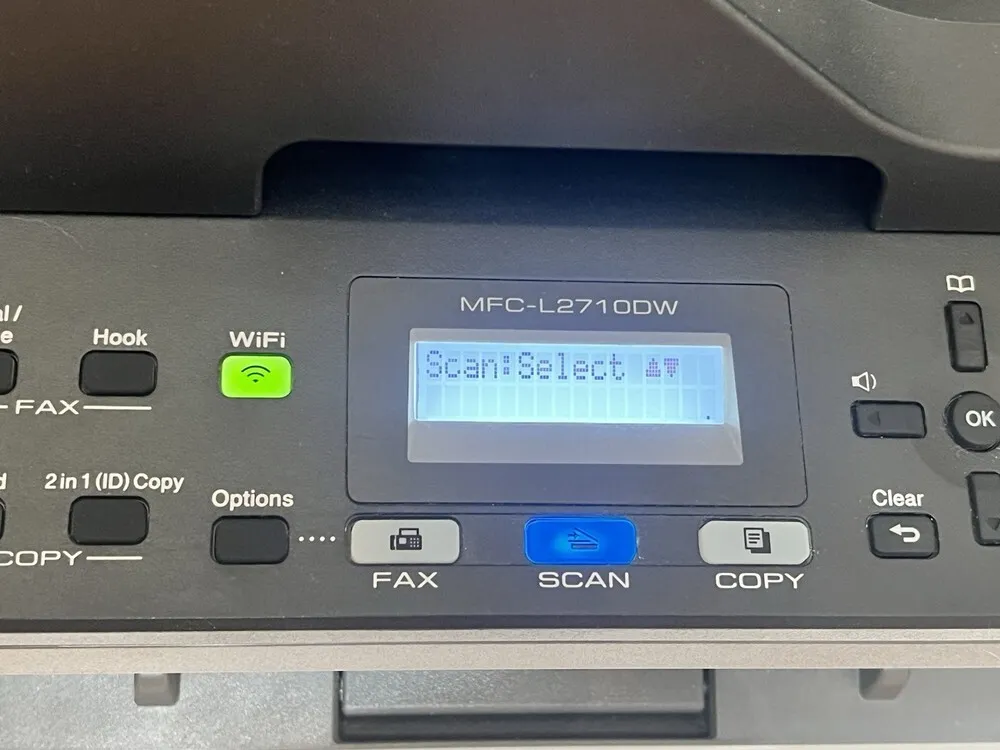 MFC-L2710DW
Scan:Select ▲▼
Hook
WiFi
FAX
2 in 1 (ID) Copy
COPY
Options
FAX
SCAN
COPY
OK
Clear